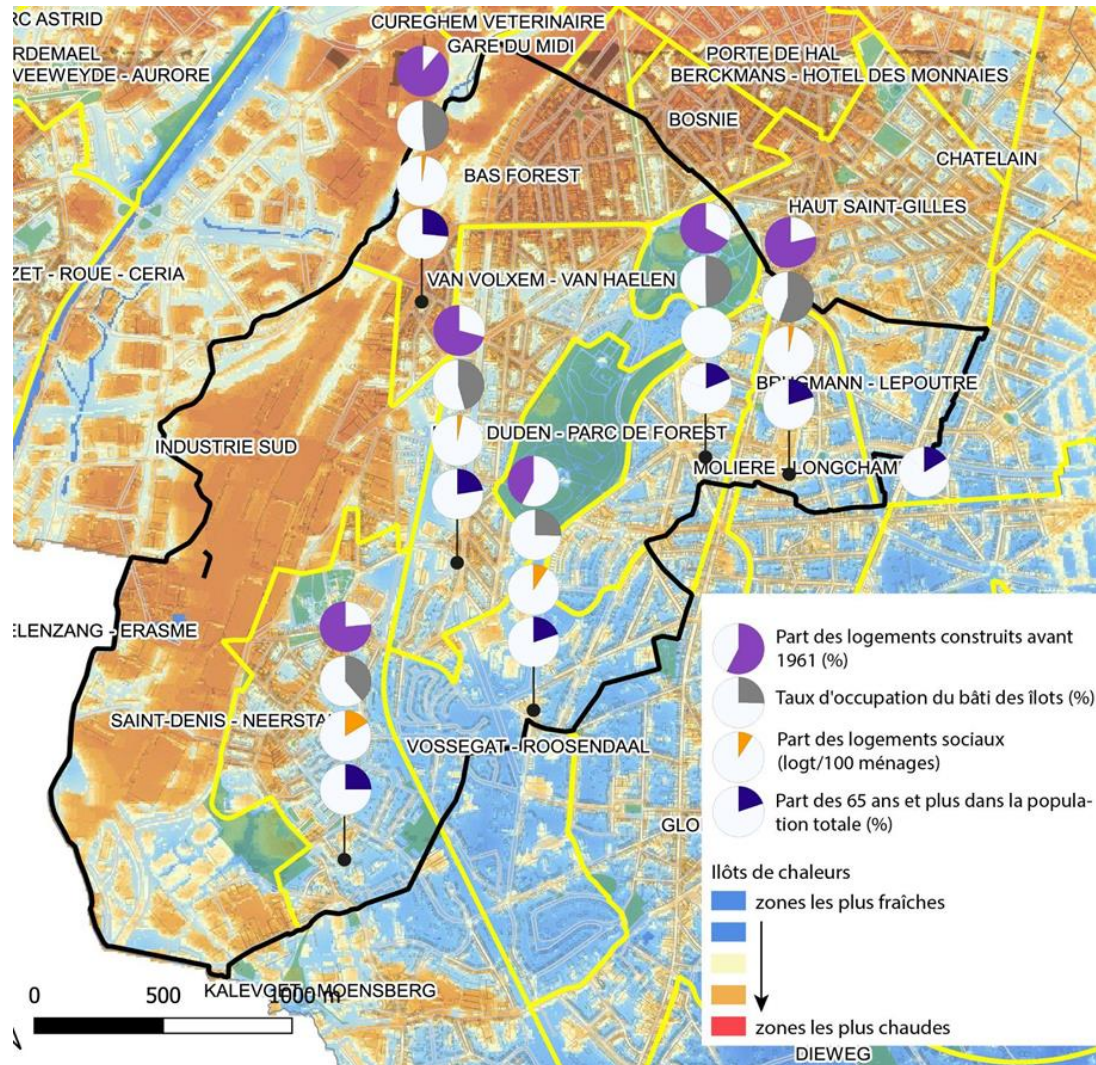 RC ASTRID
CUREGHEM VETERINAIRE
GARE DU MIDI
RDEMAEL
VEEWEYDE - AURORE
PORTE DE HAL
BERCKMANS - HOTEL DES MONNAIES
BOSNIE
CHATELAIN
BAS FOREST
HAUT SAINT-GILLES
ZET - ROUE - CERIA
VAN VOLXEM - VAN HAELEN
BRUGMANN - LEPOUTRE
DUDEN - PARC DE FOREST
INDUSTRIE SUD
MOLIERE - LONGCHAM
ELENZANG - ERASME
SAINT-DENIS - NEERSTA
VOSSEGAT - ROOSENDAAL
GLO
KALEVOET - MOENSBERG
DIEWEG
Part des logements construits avant
1961 (%)
Taux d'occupation du bâti des îlots (%)
Part des logements sociaux
(logt/100 ménages)
Part des 65 ans et plus dans la popula-
tion totale (%)
Ilôts de chaleurs
zones les plus fraîches
zones les plus chaudes
0 500 1000 m